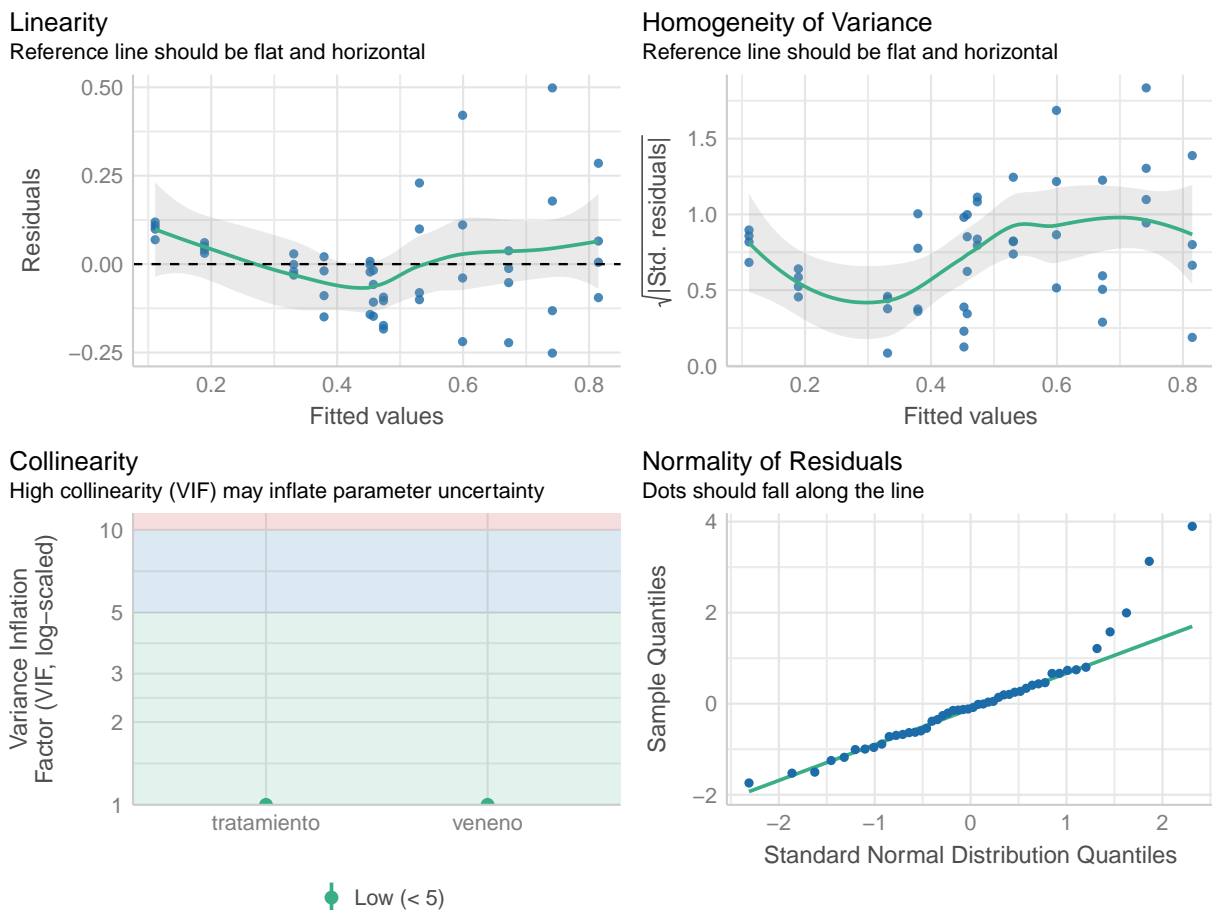 Linearity
Reference line should be flat and horizontal
0.50
0.25
0.00
−0.25
Residuals
0.2 0.4 0.6 0.8
Fitted values
Homogeneity of Variance
Reference line should be flat and horizontal
1.5
1.0
0.5
0.0
√|Std. residuals|
0.2 0.4 0.6 0.8
Fitted values
Collinearity
High collinearity (VIF) may inflate parameter uncertainty
10
5
3
2
1
Variance Inflation
Factor (VIF, log−scaled)
tratamiento veneno
Low (< 5)
Normality of Residuals
Dots should fall along the line
4
2
0
−2
Sample Quantiles
−2 −1 0 1 2
Standard Normal Distribution Quantiles